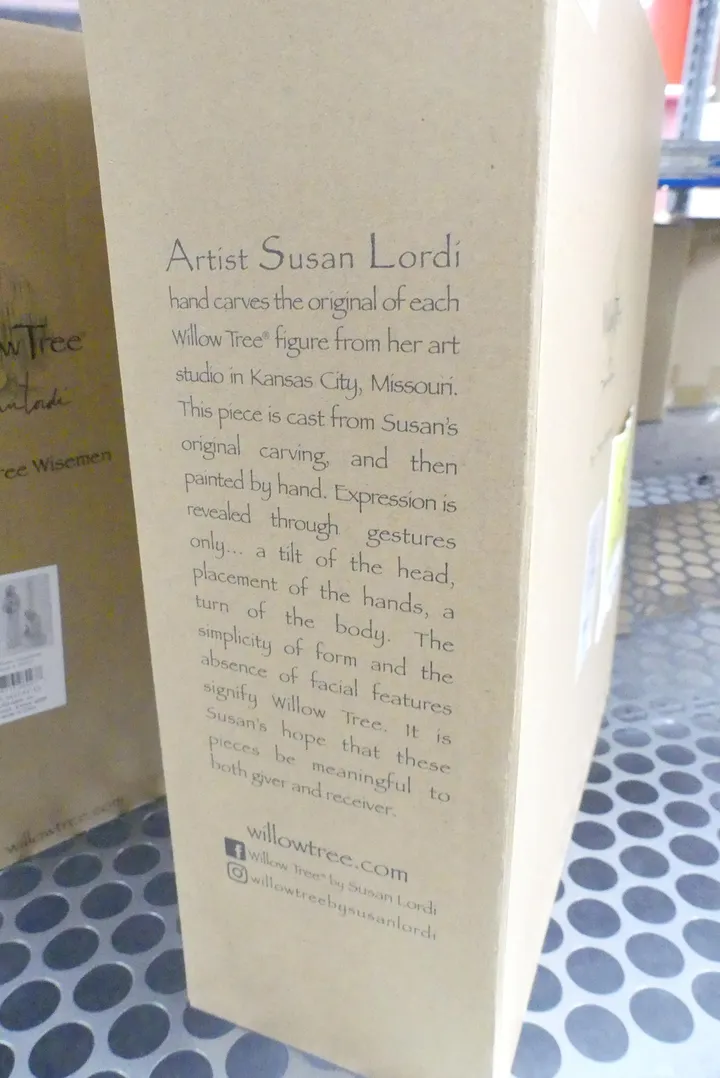 Artist Susan Lordi
hand carves the original of each
Willow Tree® figure from her art
studio in Kansas City, Missouri.
This piece is cast from Susan's
original carving, and then
painted by hand. Expression is
revealed through gestures
only... a tilt of the head,
placement of the hands, a
turn of the body. The
simplicity of form and the
absence of facial features
signify Willow Tree. It is
Susan's hope that these
pieces be meaningful to
both giver and receiver.
willowtree.com
f Willow Tree® by Susan Lordi
willowtreebysusanlordi
wTree
ee Wisemen
willowtree.com